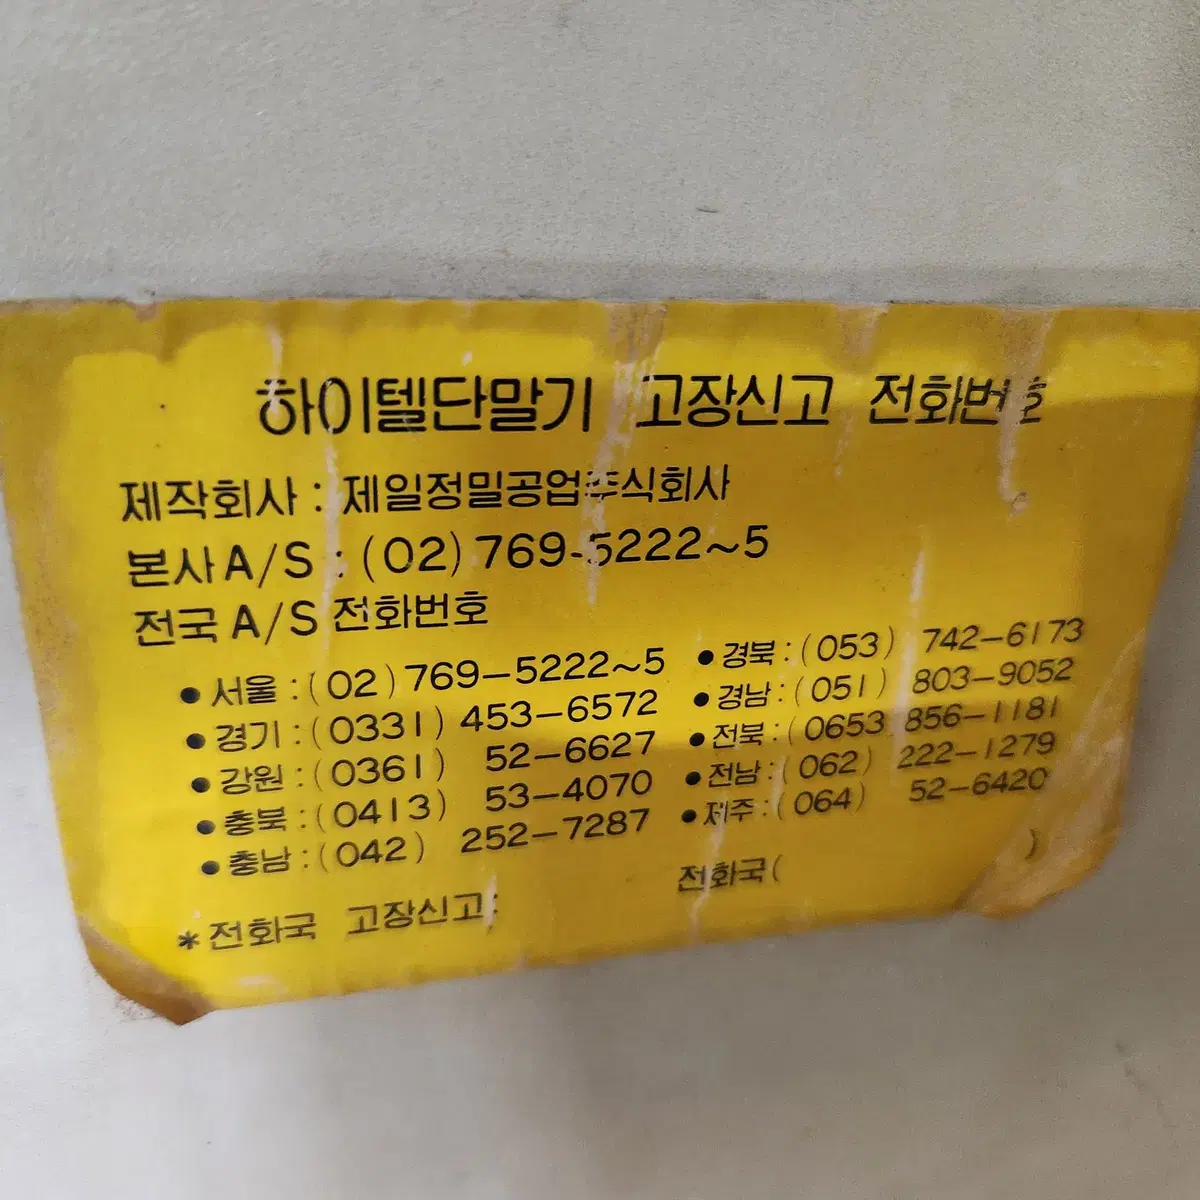 하이텔단말기 고장신고 전화번호
제작회사 : 제일정밀공업주식회사
본사 A/S : (02) 769-5222~5
전국 A/S 전화번호
● 서울 : (02) 769-5222~5
● 경기 : (0331) 453-6572
● 강원 : (0361) 52-6627
● 충북 : (0413) 53-4070
● 충남 : (042) 252-7287
● 경북 : (053) 742-6173
● 경남 : (051) 803-9052
● 전북 : (0653 856-1181
● 전남 : (062) 222-1279
● 제주 : (064) 52-6420
* 전화국 고장신고 : 전화국( )